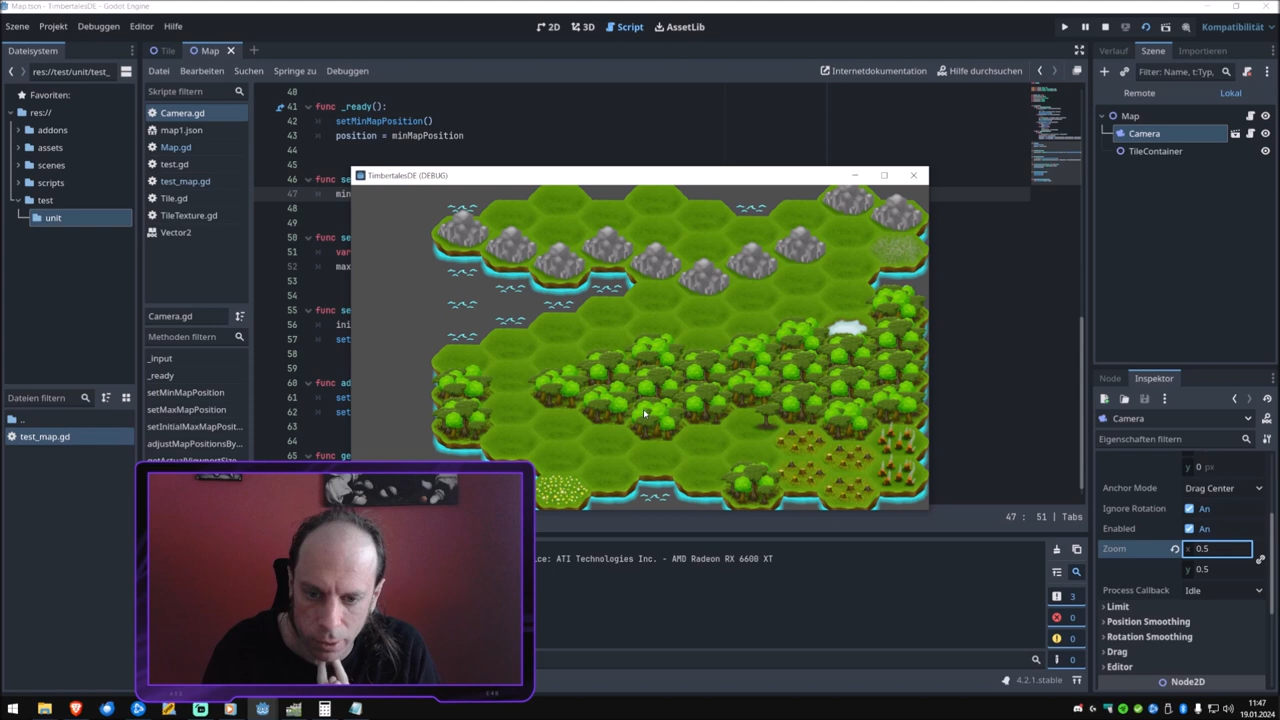 Map.tscn - Godot Engine
Szene Projekt Debuggen Editor Hilfe
2D 3D Script AssetLib
Kompatibilität
Dateisystem
Tile Map
Verlauf Szene Importieren
res://test/unit/test_
Datei Bearbeiten Suchen Springe zu Debuggen
Internetdokumentation Hilfe durchsuchen
Filter: Name, t:Typ,
Favoriten:
res://
addons
assets
scenes
scripts
test
unit
Dateien filtern
..
test_map.gd
Skripte filtern
Camera.gd
map1.json
Map.gd
test.gd
test_map.gd
Tile.gd
TileTexture.gd
Vector2
Camera.gd
Methoden filtern
_input
_ready
setMinMapPosition
setMaxMapPosition
setInitialMaxMapPosit...
adjustMapPositionsBy...
40
41 func _ready():
42 setMinMapPosition()
43 position = minMapPosition
44
45
46 func se
47 min
48
49
50 func se
51 var
52 max
53
54
55 func se
56 ini
57 set
58
59
60 func ad
61 set
62 set
63
64
65 func ge
TimbertalesDE (DEBUG)
47 : 51 | Tabs
ice: ATI Technologies Inc. - AMD Radeon RX 6600 XT
3
0
0
0
4.2.1.stable
Remote Lokal
Map
Camera
TileContainer
Node Inspektor
Camera
Eigenschaften filtern
y 0 px
Anchor Mode Drag Center
Ignore Rotation An
Enabled An
Zoom x 0.5
y 0.5
Process Callback Idle
Limit
Position Smoothing
Rotation Smoothing
Drag
Editor
Node2D
11:47
19.01.2024